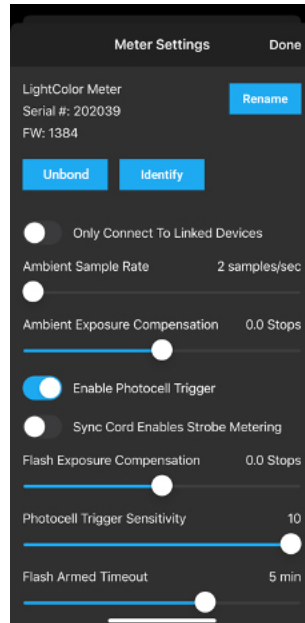 Meter Settings Done
LightColor Meter
Serial #: 202039
FW: 1384
Rename
Unbond Identify
Only Connect To Linked Devices
Ambient Sample Rate 2 samples/sec
Ambient Exposure Compensation 0.0 Stops
Enable Photocell Trigger
Sync Cord Enables Strobe Metering
Flash Exposure Compensation 0.0 Stops
Photocell Trigger Sensitivity 10
Flash Armed Timeout 5 min